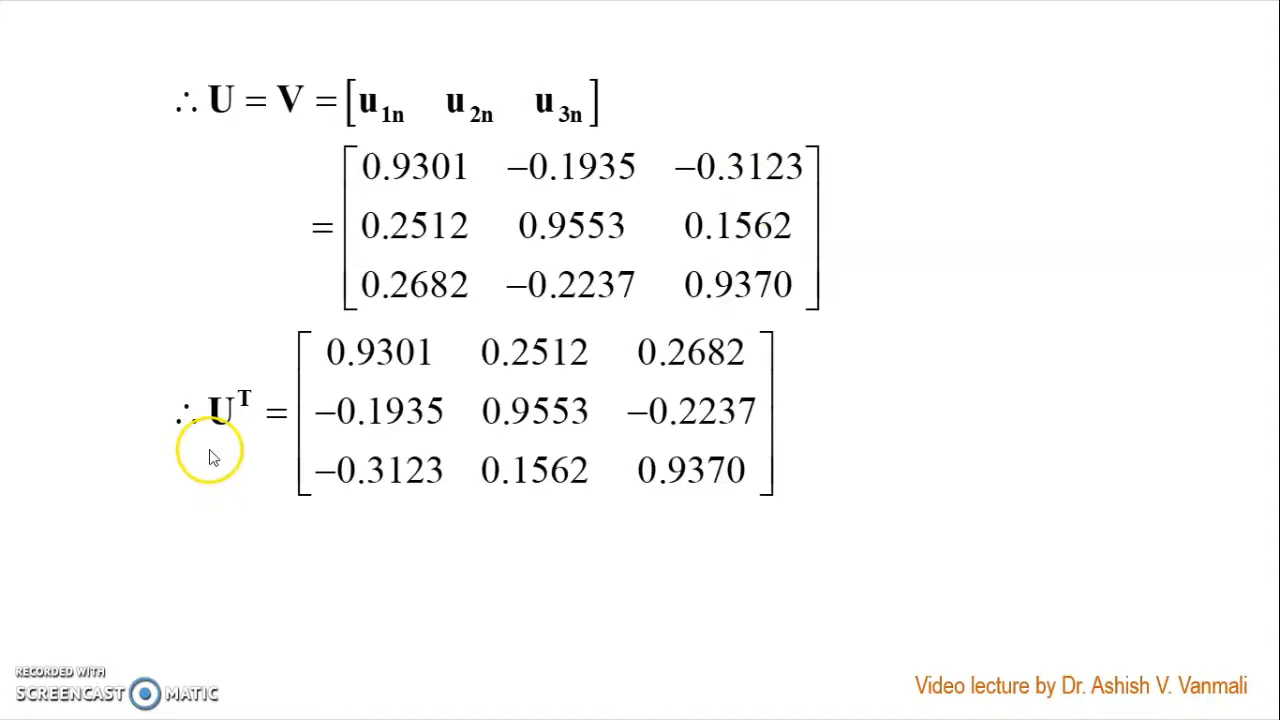 ∴ U = V = [u1n u2n u3n]
= [0.9301 −0.1935 −0.3123
0.2512 0.9553 0.1562
0.2682 −0.2237 0.9370]
∴ U^T = [0.9301 0.2512 0.2682
−0.1935 0.9553 −0.2237
−0.3123 0.1562 0.9370]
RECORDED WITH
SCREENCAST MATIC
Video lecture by Dr. Ashish V. Vanmali